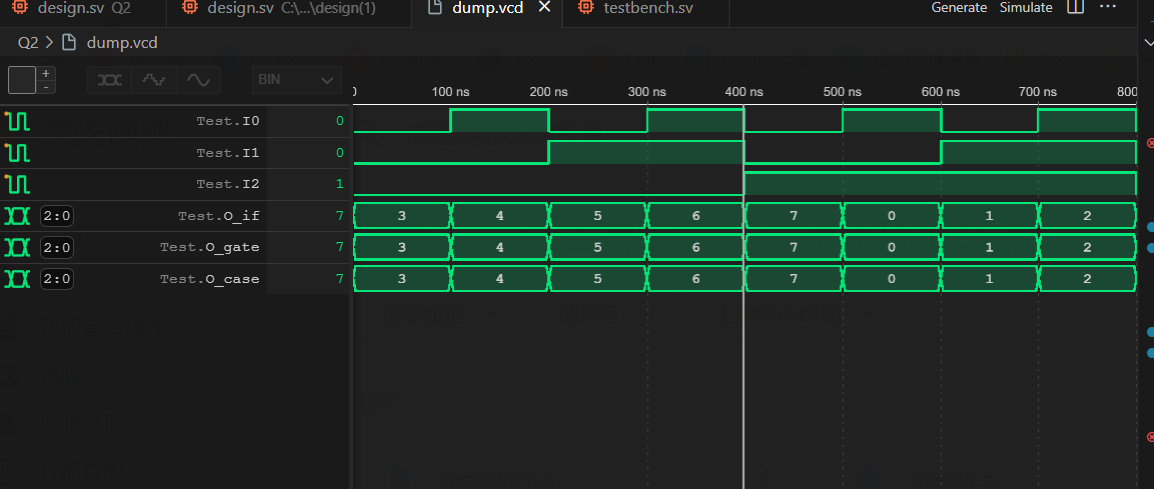 design.sv Q2 design.sv C:\...\design(1) dump.vcd testbench.sv Generate Simulate
Q2 > dump.vcd
+
-
BIN
0 100 ns 200 ns 300 ns 400 ns 500 ns 600 ns 700 ns 800
Test.I0 0
Test.I1 0
Test.I2 1
2:0 Test.O_if 7 3 4 5 6 7 0 1 2
2:0 Test.O_gate 7 3 4 5 6 7 0 1 2
2:0 Test.O_case 7 3 4 5 6 7 0 1 2